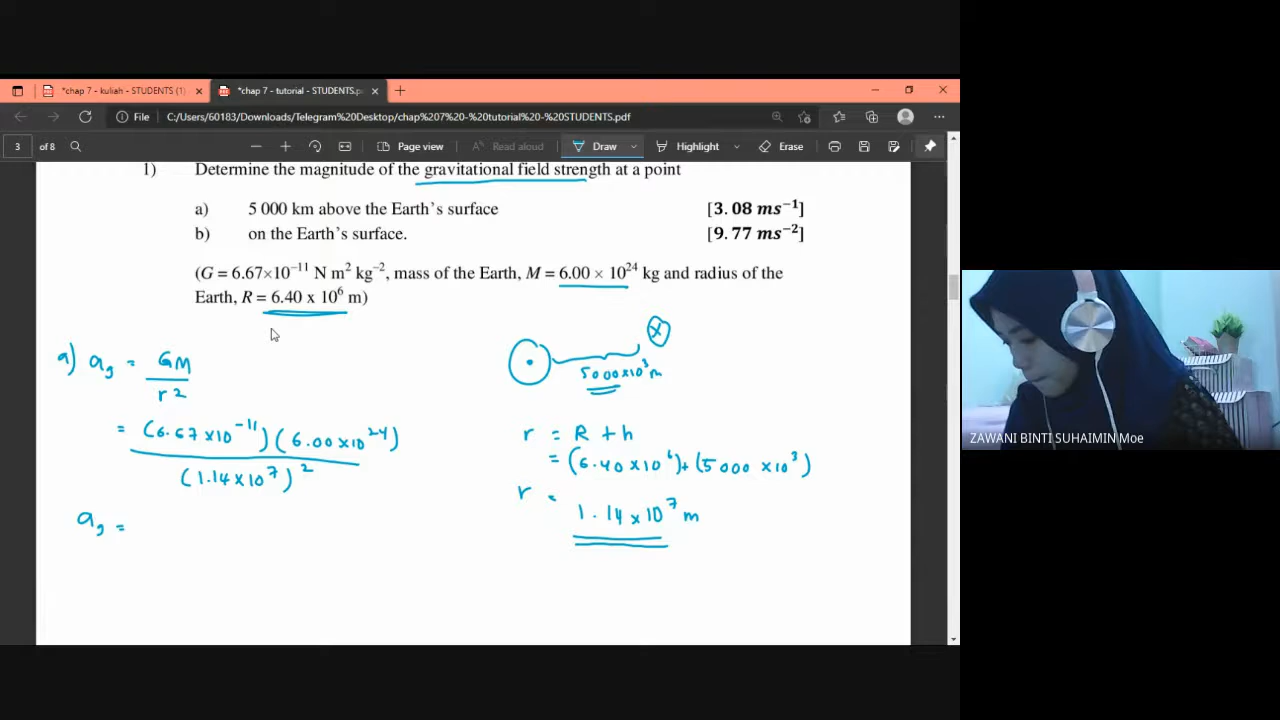 *chap 7 - kuliah - STUDENTS (1)
*chap 7 - tutorial - STUDENTS.p
File C:/Users/60183/Downloads/Telegram%20Desktop/chap%207%20-%20tutorial%20-%20STUDENTS.pdf
3 of 8 Page view Read aloud Draw Highlight Erase
1) Determine the magnitude of the gravitational field strength at a point
a) 5 000 km above the Earth's surface [3.08 ms⁻¹]
b) on the Earth's surface. [9.77 ms⁻²]
(G = 6.67×10⁻¹¹ N m² kg⁻², mass of the Earth, M = 6.00 × 10²⁴ kg and radius of the
Earth, R = 6.40 x 10⁶ m)
a) a_g = GM / r²
= (6.67 x 10⁻¹¹)(6.00 x 10²⁴) / (1.14 x 10⁷)²
a_g =
x
5000 x 10³ m
r = R + h
= (6.40 x 10⁶) + (5000 x 10³)
r = 1.14 x 10⁷ m
ZAWANI BINTI SUHAIMIN Moe